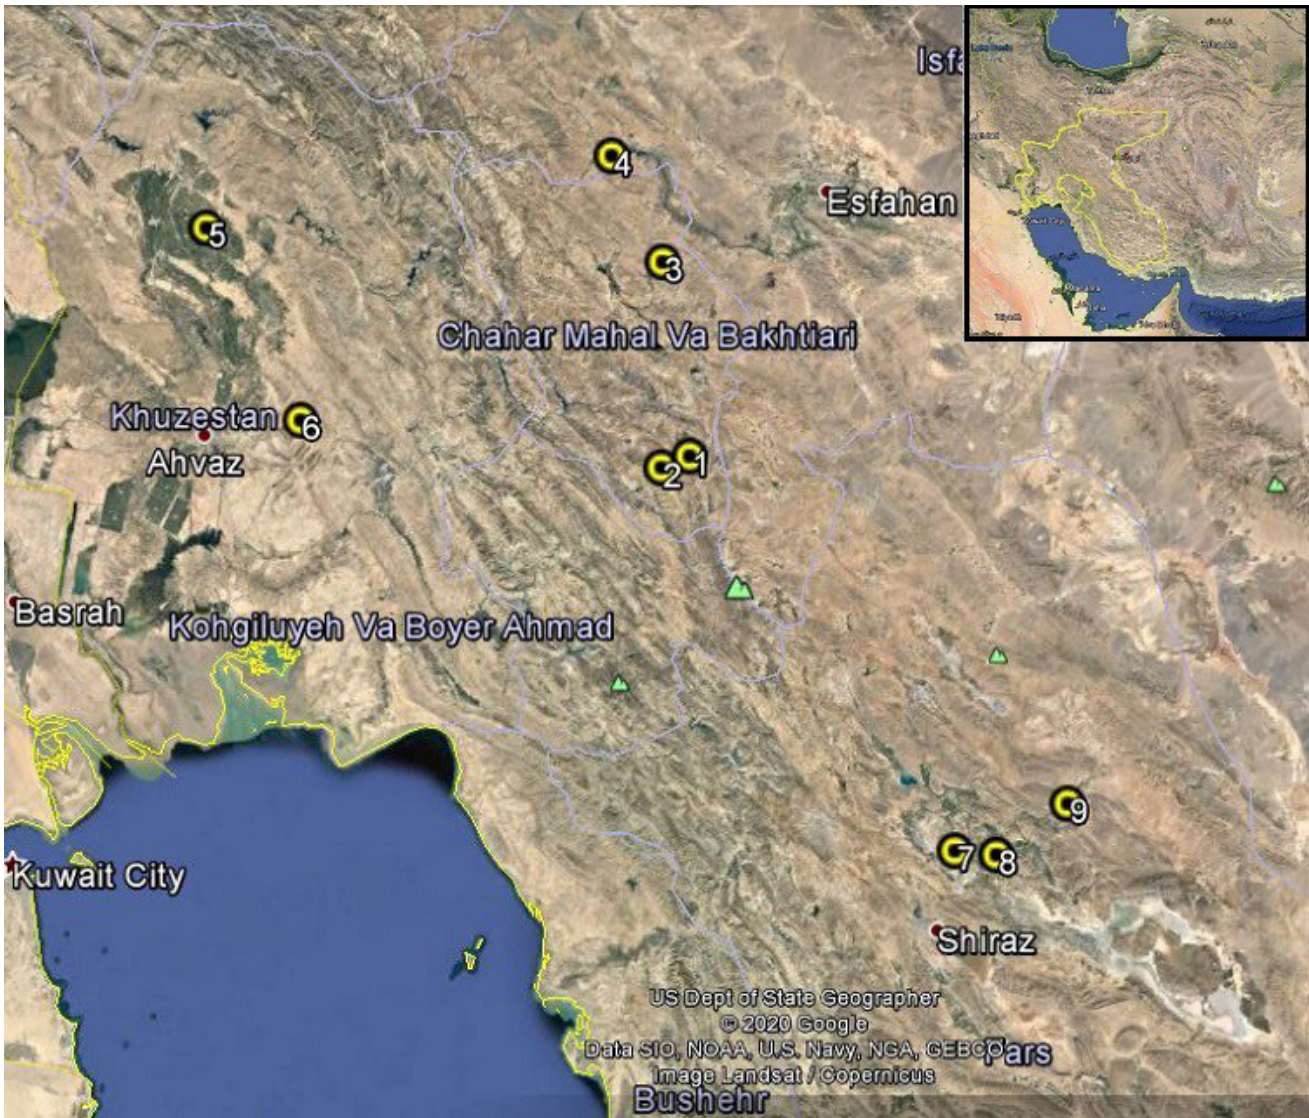 Isfa
4
Esfahan
5
3
Chahar Mahal Va Bakhtiari
Khuzestan
6
Ahvaz
1
2
Basrah
Kohgiluyeh Va Boyer Ahmad
9
7
8
Kuwait City
Shiraz
US Dept of State Geographer
© 2020 Google
Data SIO, NOAA, U.S. Navy, NGA, GEBCO
Fars
Image Landsat / Copernicus
Bushehr